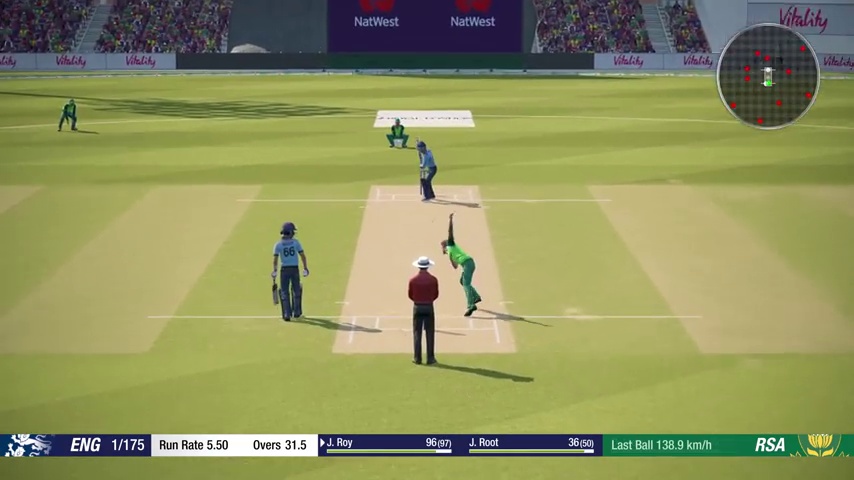 NatWest NatWest
Vitality
Vitality Vitality Vitality Vitality Vitality
66
ENG 1/175 Run Rate 5.50 Overs 31.5 J. Roy 96(97) J. Root 36(50) Last Ball 138.9 km/h RSA